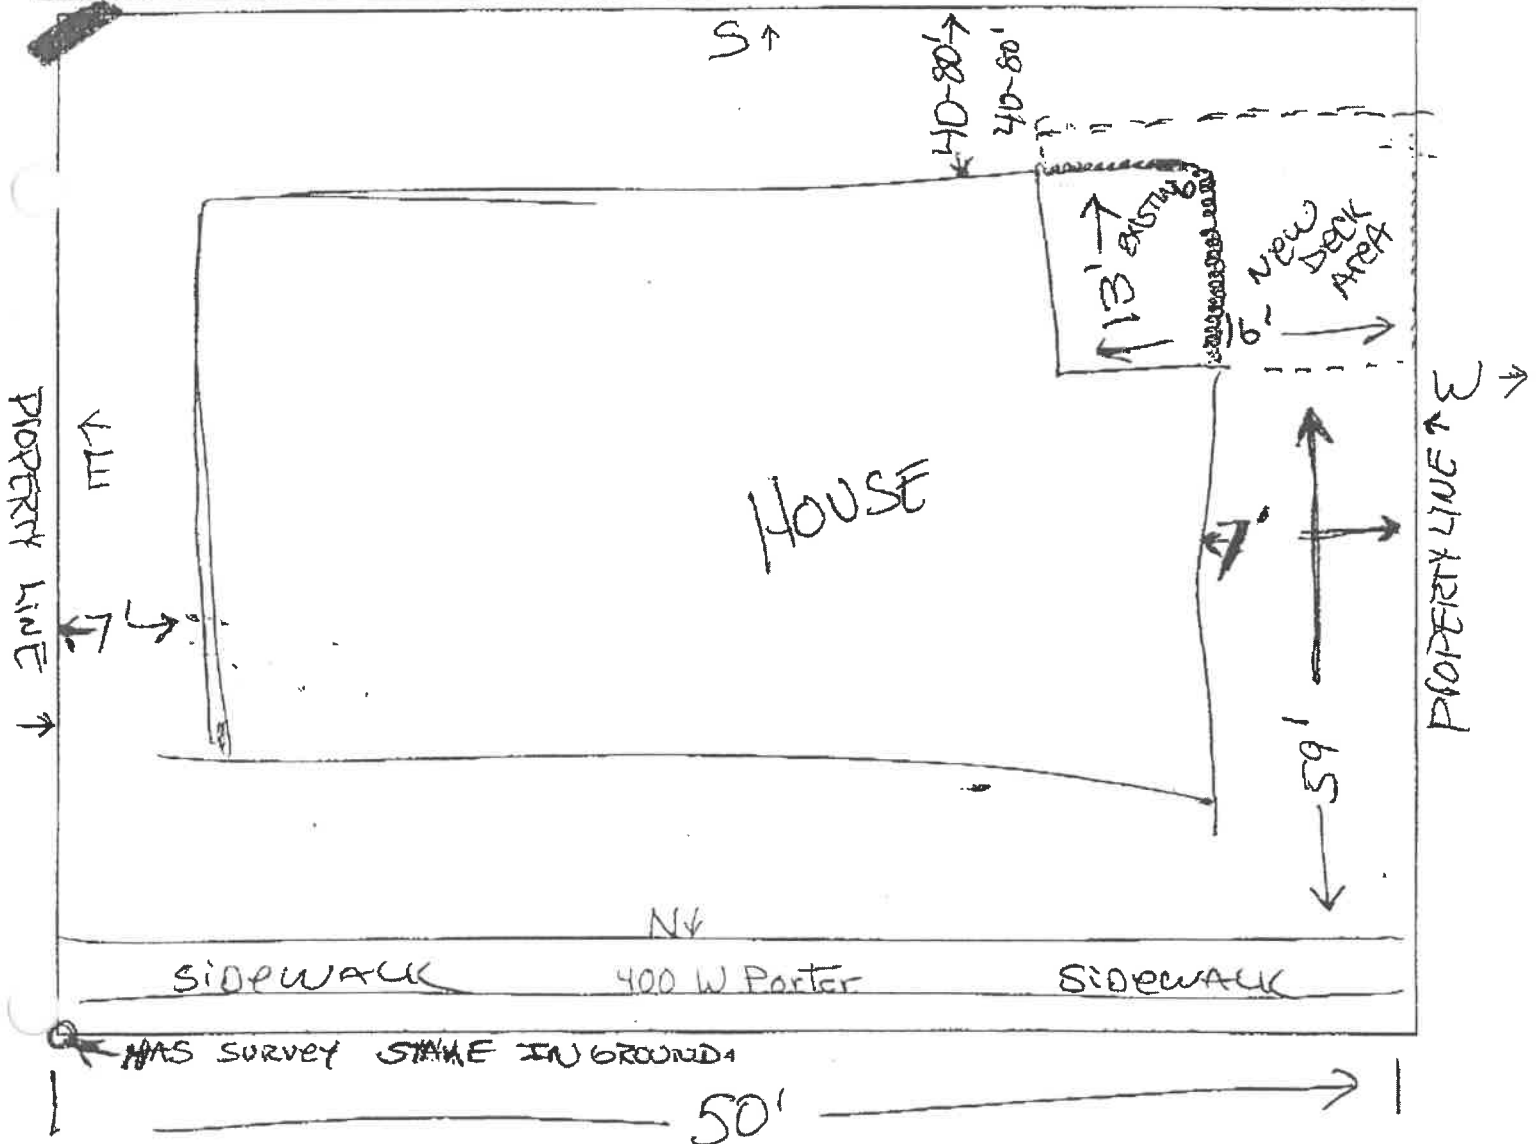 S↑
40-80'
40-80'
13'
EXISTING
NEW
DECK
AREA
W →
PROPERTY LINE
← E
PROPERTY LINE
HOUSE
7'
7'
59'
N↓
SIDEWALK
400 W Porter
SIDEWALK
HAS SURVEY STAKE IN GROUND.
50'